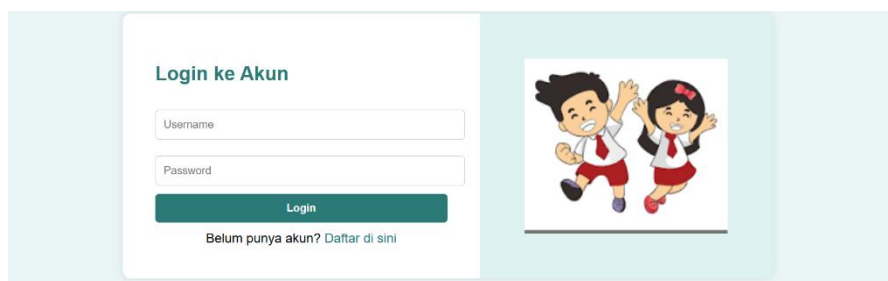 Login ke Akun
Username
Password
Login
Belum punya akun? Daftar di sini